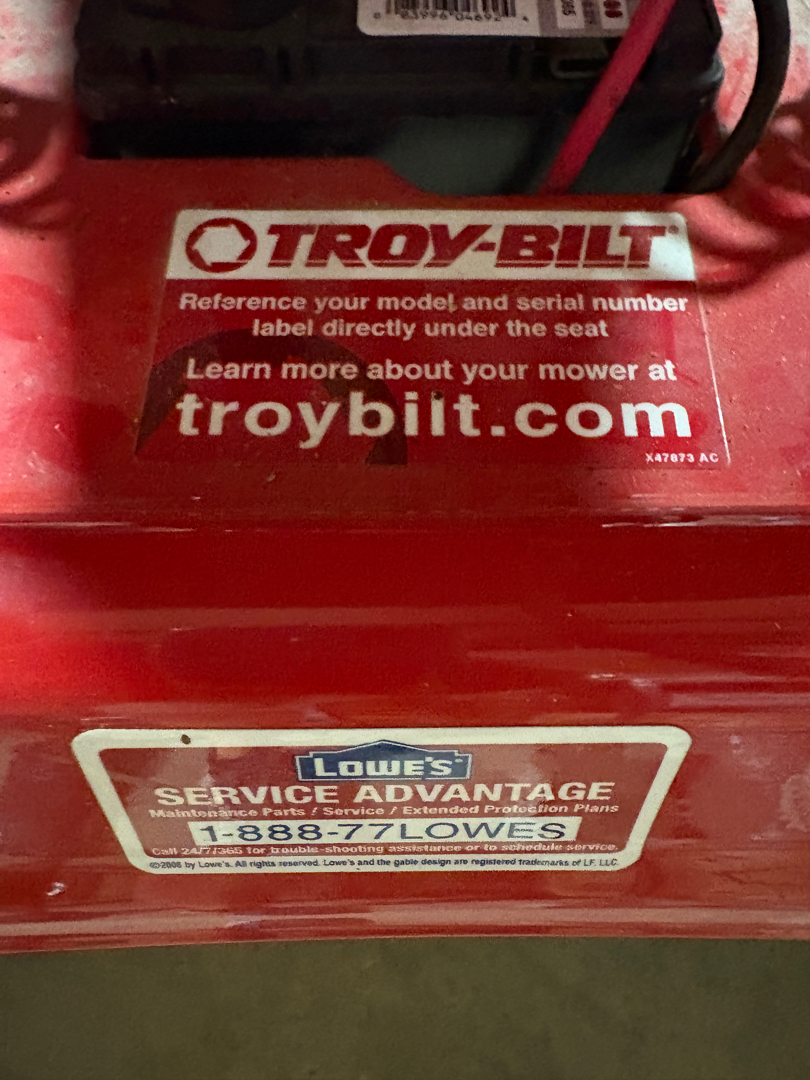 83996 04692
TROY-BILT
Reference your model and serial number
label directly under the seat
Learn more about your mower at
troybilt.com
X47873 AC
LOWE'S
SERVICE ADVANTAGE
Maintenance Parts / Service / Extended Protection Plans
1-888-77LOWES
Call 24/7/365 for trouble-shooting assistance or to schedule service.
©2008 by Lowe's. All rights reserved. Lowe's and the gable design are registered trademarks of LF, LLC.